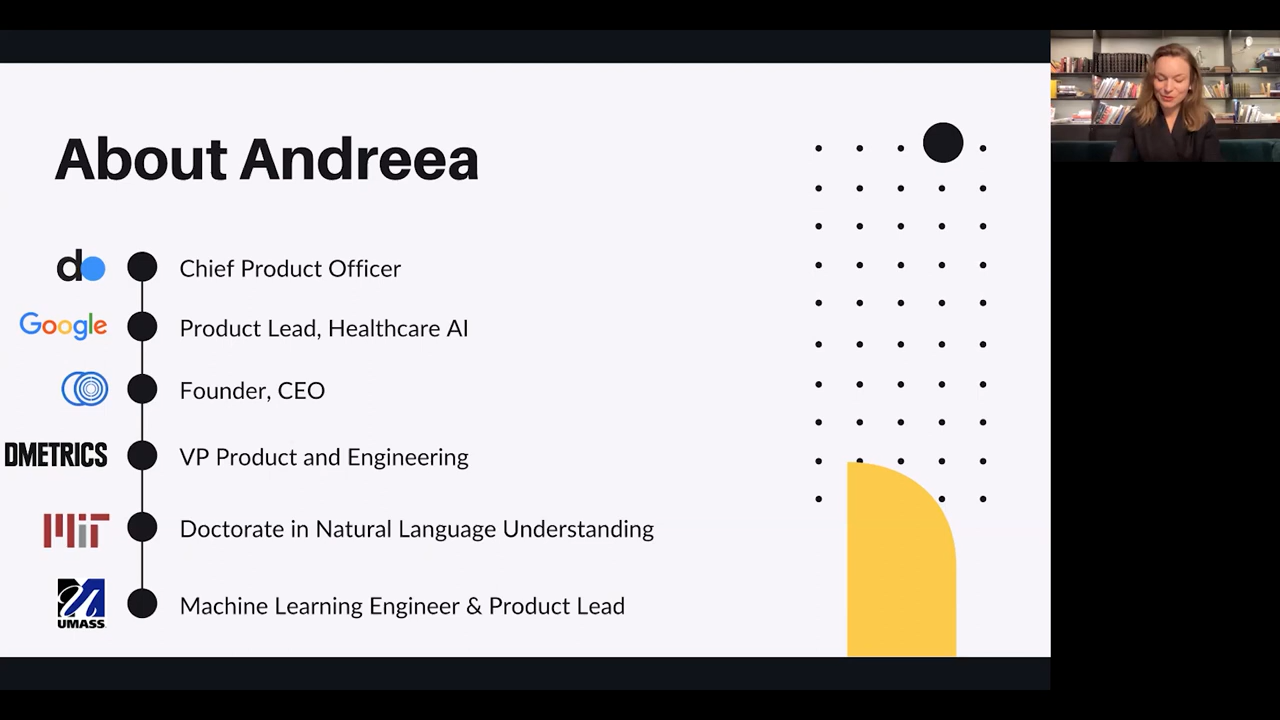 About Andreea
do Chief Product Officer
Google Product Lead, Healthcare AI
Founder, CEO
DMETRICS VP Product and Engineering
MIT Doctorate in Natural Language Understanding
UMASS Machine Learning Engineer & Product Lead